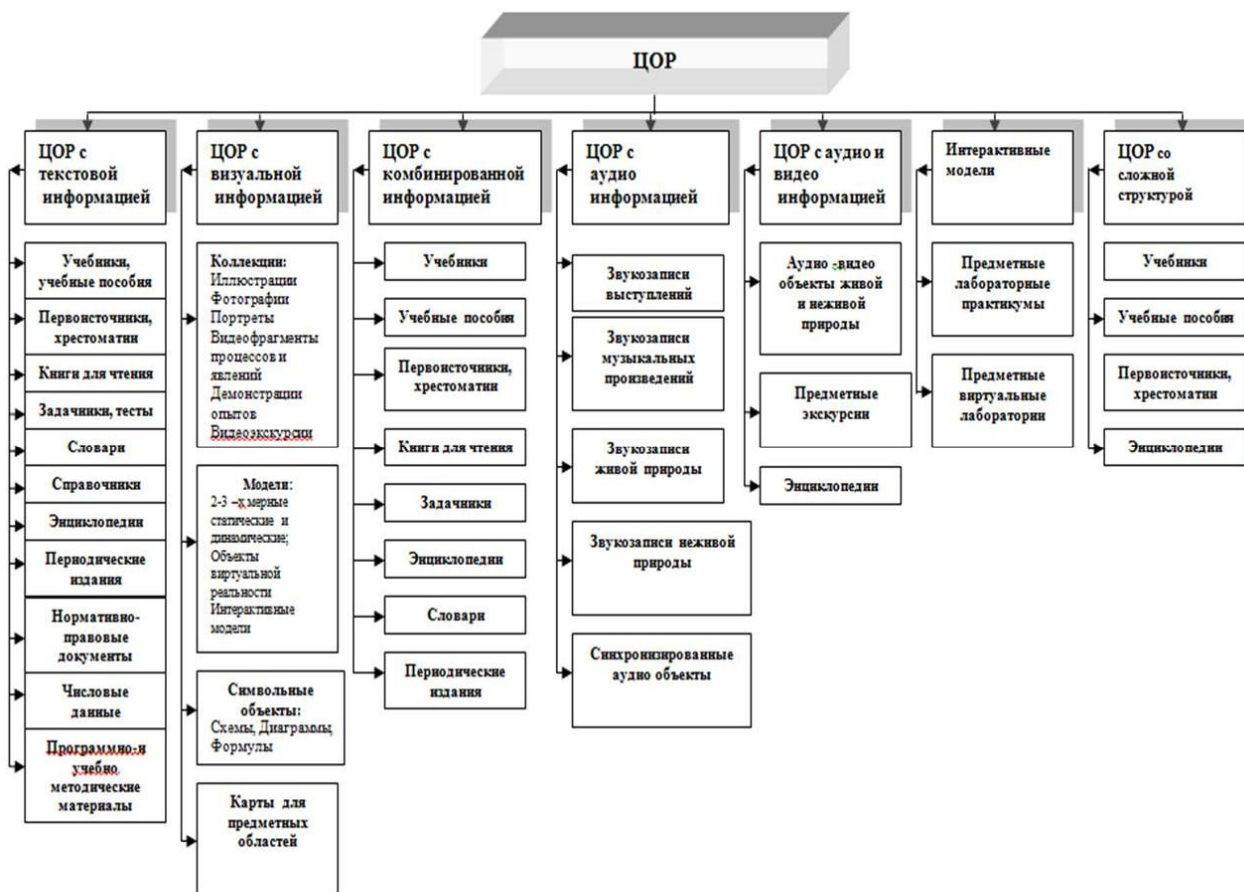 ЦОР
ЦОР с
текстовой
информацией
Учебники,
учебные пособия
Первоисточники,
хрестоматии
Книги для чтения
Задачники, тесты
Словари
Справочники
Энциклопедии
Периодические
издания
Нормативно-
правовые
документы
Числовые
данные
Программно-и
учебно
методические
материалы
ЦОР с
визуальной
информацией
Коллекции:
Иллюстрации
Фотографии
Портреты
Видеофрагменты
процессов и
явлений
Демонстрации
опытов
Видеоэкскурсии
Модели:
2-3 –х мерные
статические и
динамические;
Объекты
виртуальной
реальности
Интерактивные
модели
Символьные
объекты:
Схемы, Диаграммы,
Формулы
Карты для
предметных
областей
ЦОР с
комбинированной
информацией
Учебники
Учебные пособия
Первоисточники,
хрестоматии
Книги для чтения
Задачники
Энциклопедии
Словари
Периодические
издания
ЦОР с
аудио
информацией
Звукозаписи
выступлений
Звукозаписи
музыкальных
произведений
Звукозаписи
живой природы
Звукозаписи неживой
природы
Синхронизированные
аудио объекты
ЦОР с аудио и
видео
информацией
Аудио -видео
объекты живой
и неживой
природы
Предметные
экскурсии
Энциклопедии
Интерактивные
модели
Предметные
лабораторные
практикумы
Предметные
виртуальные
лаборатории
ЦОР со
сложной
структурой
Учебники
Учебные пособия
Первоисточники,
хрестоматии
Энциклопедии